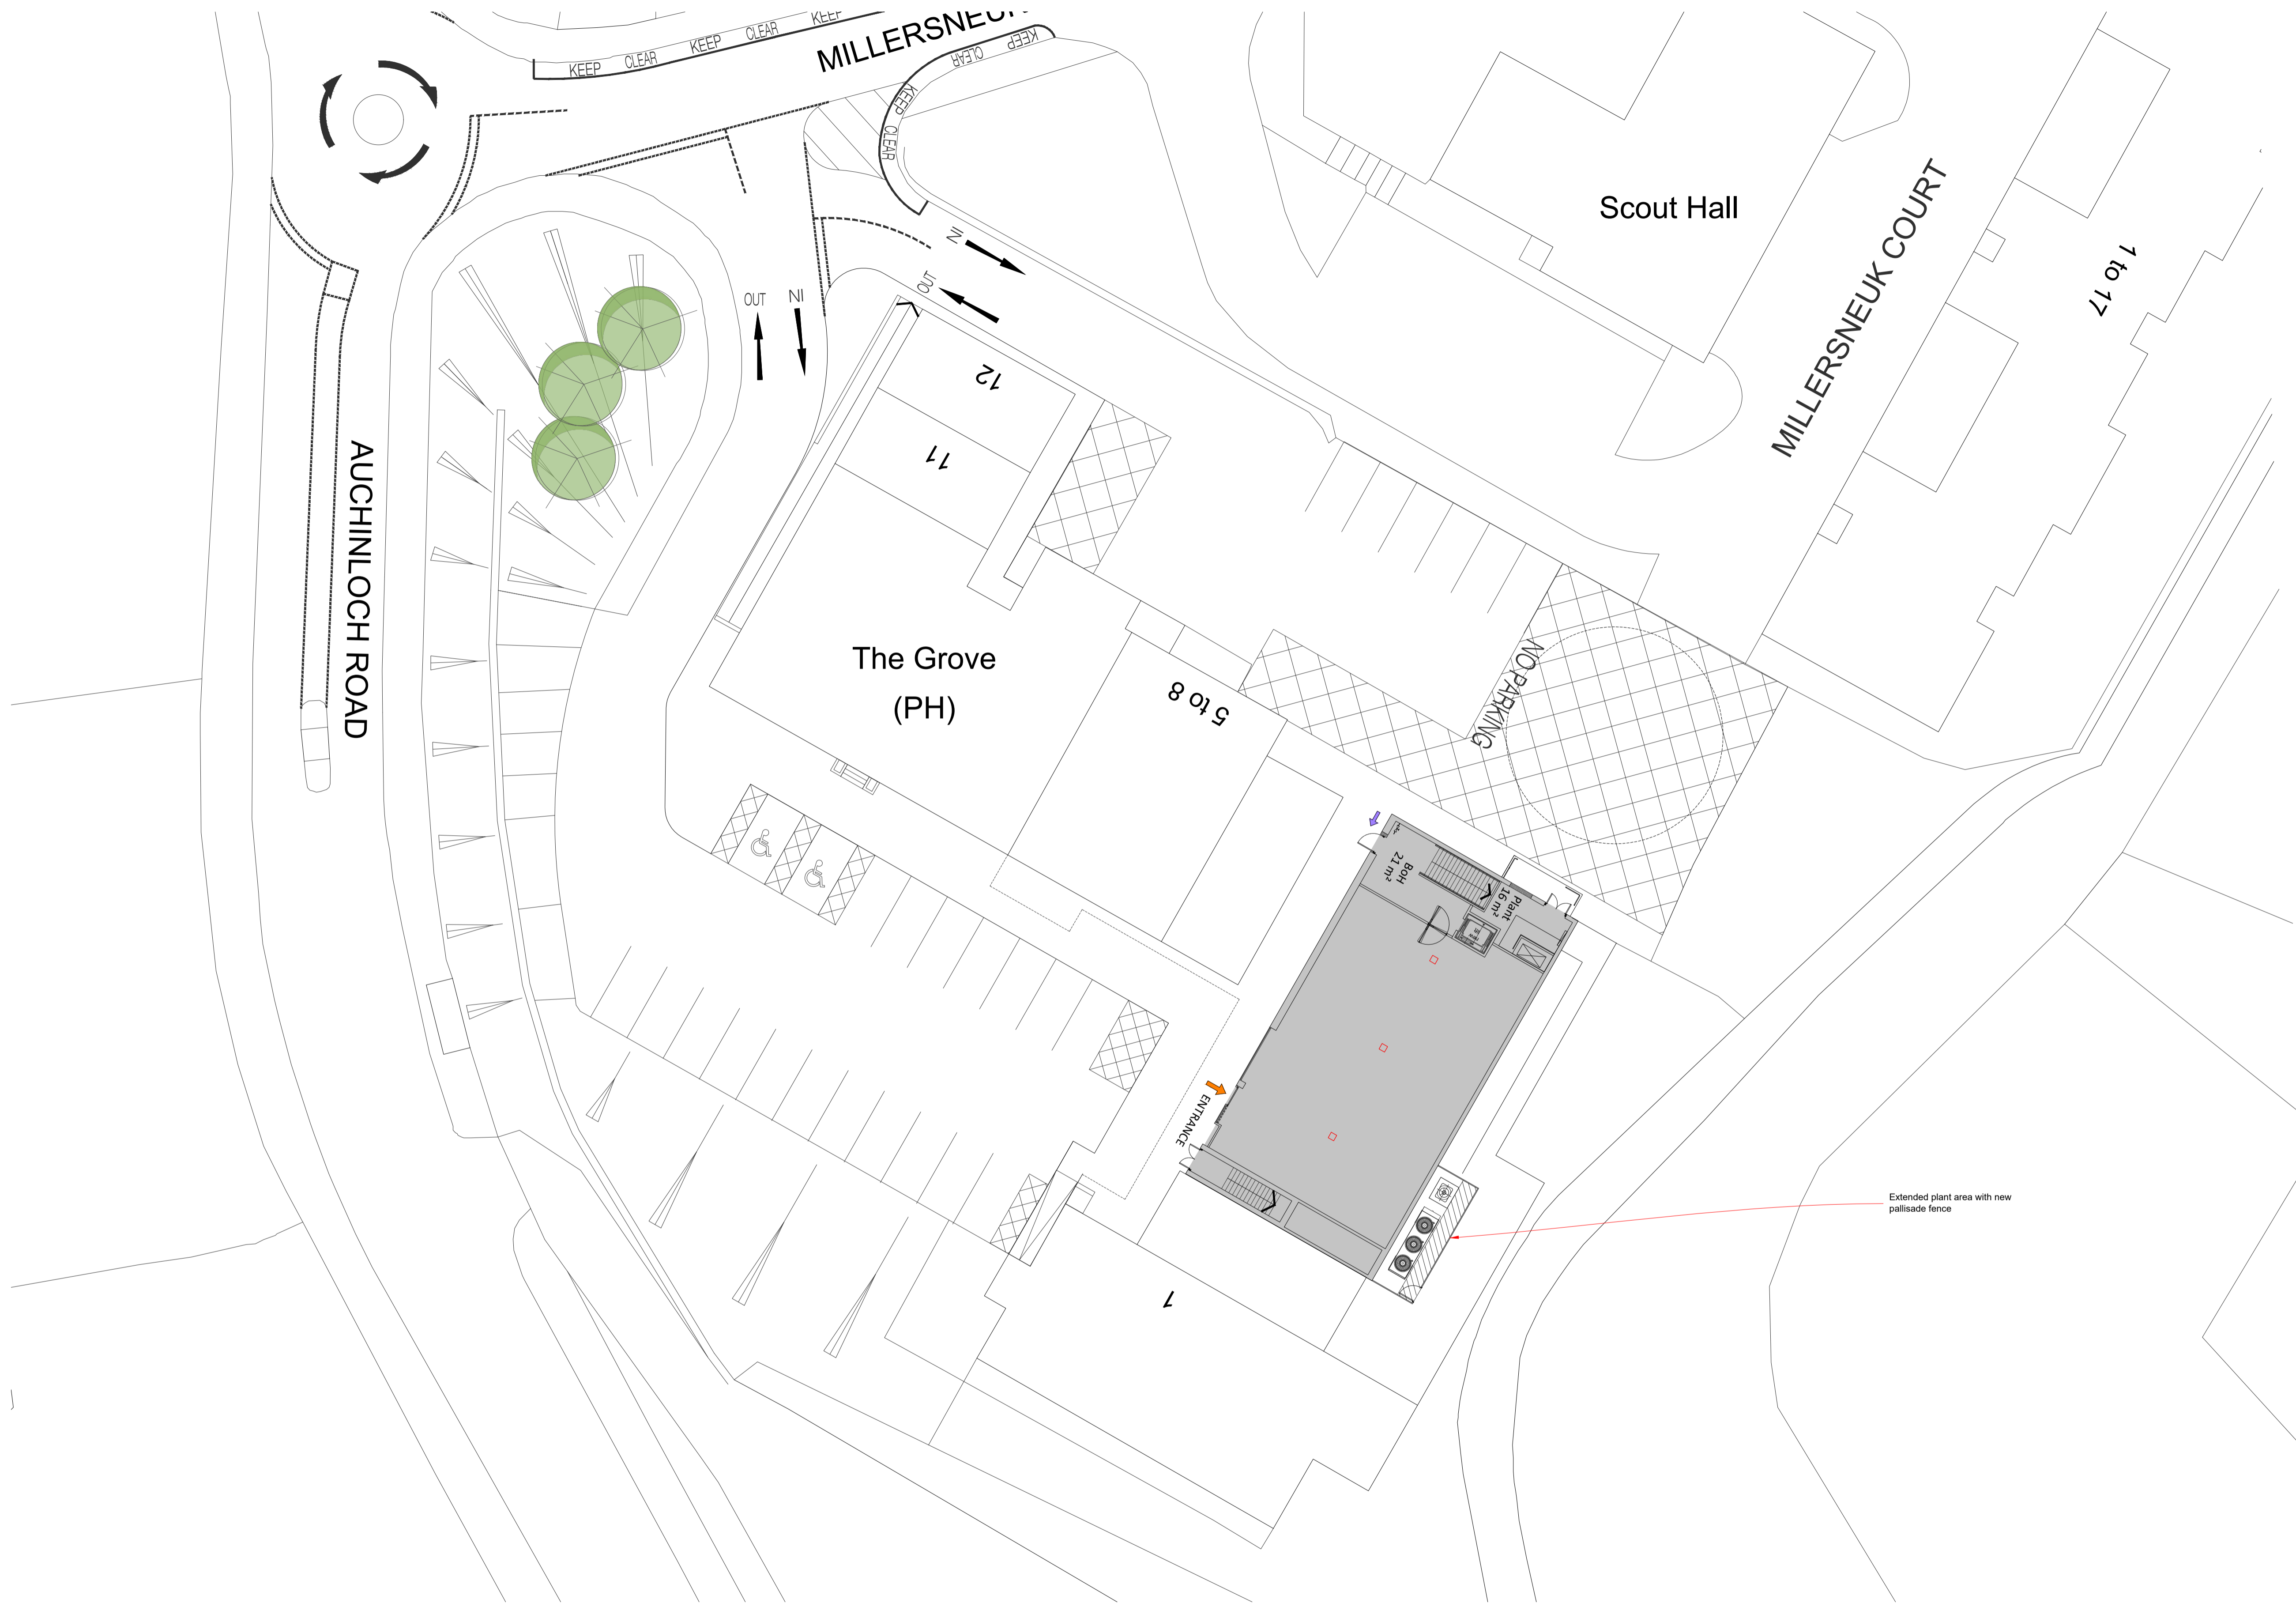 KEEP
CLEAR
KEEP
CLEAR
KEEP
MILLERSNEUK
KEEP
CLEAR
KEEP
CLEAR
IN
OUT
OUT
IN
Scout Hall
MILLERSNEUK COURT
1 to 17
12
11
AUCHINLOCH ROAD
The Grove
(PH)
5 to 8
NO PARKING
BoH
21 m²
Plant
16 m²
ENTRANCE
Extended plant area with new
pallisade fence
1